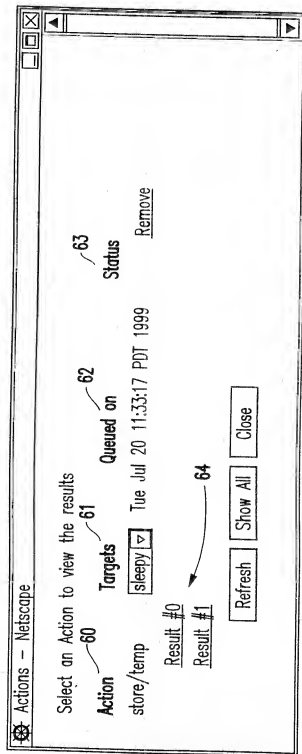 Actions – Netscape
Select an Action to view the results
60 61 62 63
Action Targets Queued on Status
store/temp sleepy Tue Jul 20 11:33:17 PDT 1999 Remove
Result #0
Result #1
64
Refresh Show All Close